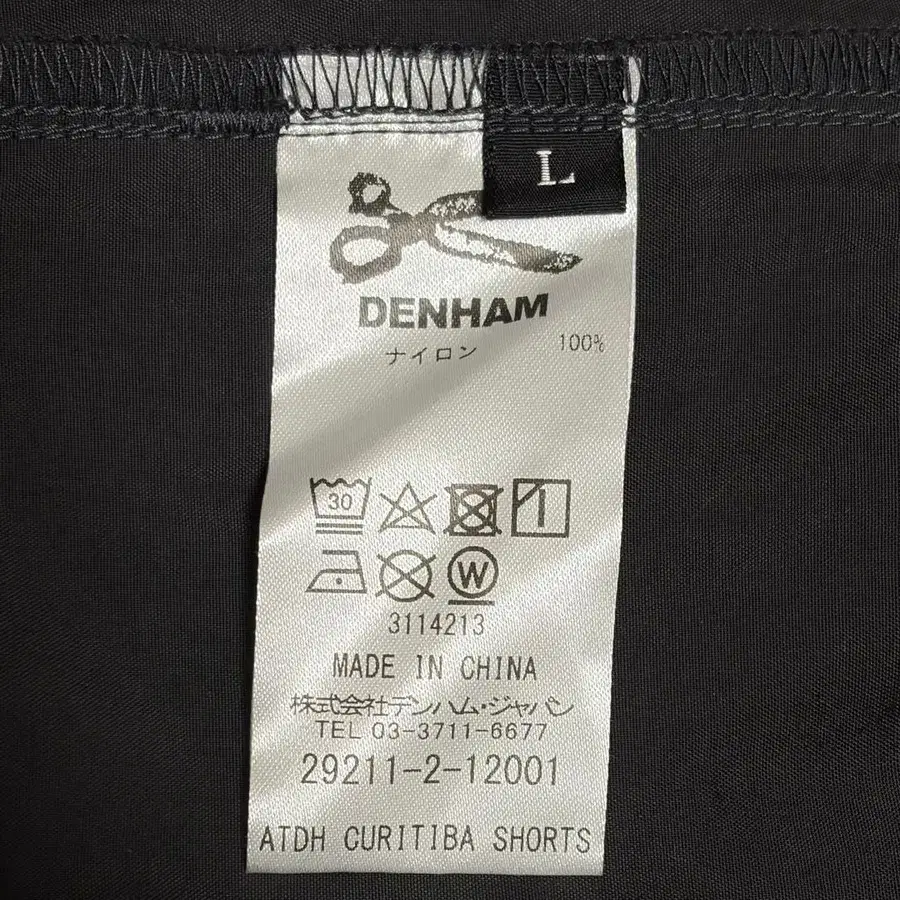 L
DENHAM
ナイロン 100%
30
W
3114213
MADE IN CHINA
株式会社デンハム・ジャパン
TEL 03-3711-6677
29211-2-12001
ATDH CURITIBA SHORTS